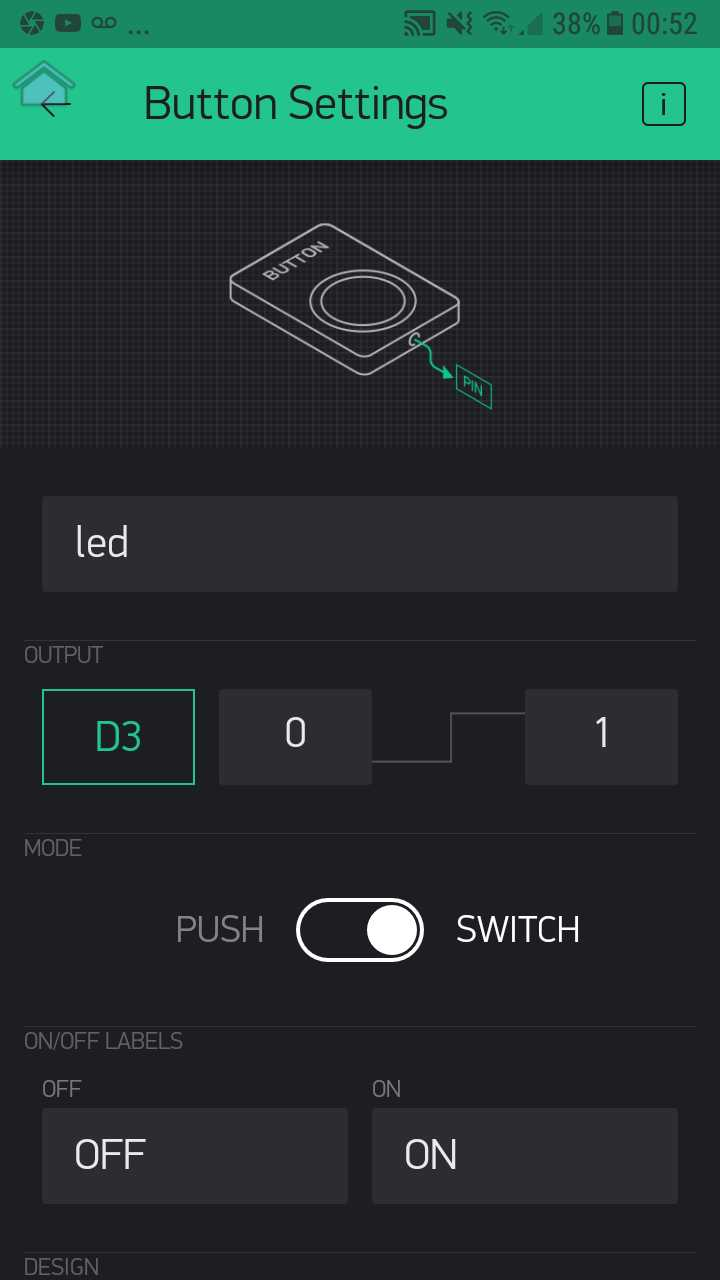 ... 38% 00:52
Button Settings i
BUTTON
PIN
led
OUTPUT
D3 0 1
MODE
PUSH SWITCH
ON/OFF LABELS
OFF ON
OFF ON
DESIGN